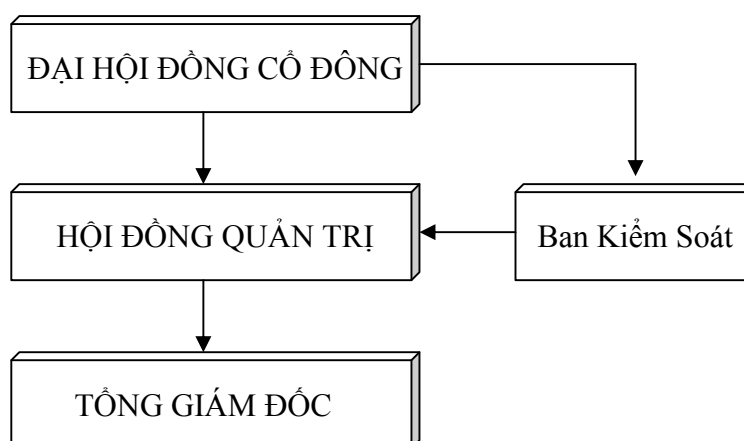 ĐẠI HỘI ĐỒNG CỔ ĐÔNG
HỘI ĐỒNG QUẢN TRỊ
Ban Kiểm Soát
TỔNG GIÁM ĐỐC